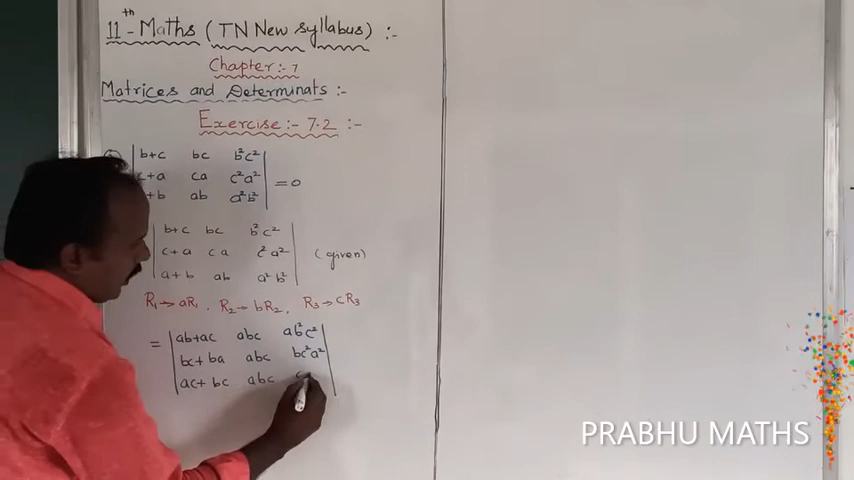 11th - Maths (TN New syllabus) :-
Chapter :- 7
Matrices and Determinats :-
Exercise :- 7.2 :-
b+c bc b²c²
c+a ca c²a² = 0
+b ab a²b²
b+c bc b²c²
c+a ca c²a² (given)
a+b ab a²b²
R₁→aR₁, R₂→bR₂, R₃→cR₃
= ab+ac abc ab²c²
bc+ba abc bc²a²
ac+bc abc c
PRABHU MATHS